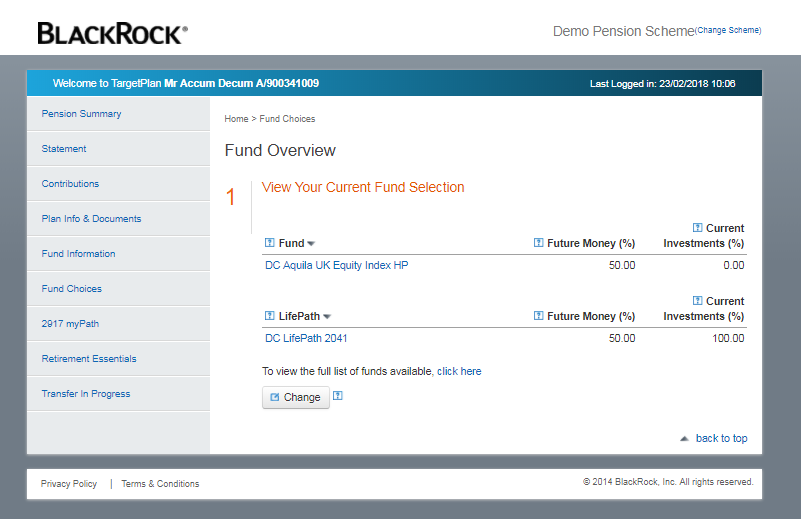 BLACKROCK®
Demo Pension Scheme(Change Scheme)
Welcome to TargetPlan Mr Accum Decum A/900341009
Last Logged in: 23/02/2018 10:06
Pension Summary
Statement
Contributions
Plan Info & Documents
Fund Information
Fund Choices
2917 myPath
Retirement Essentials
Transfer In Progress
Home > Fund Choices
Fund Overview
1 View Your Current Fund Selection
? Fund ? Future Money (%) ? Current Investments (%)
DC Aquila UK Equity Index HP 50.00 0.00
? LifePath ? Future Money (%) ? Current Investments (%)
DC LifePath 2041 50.00 100.00
To view the full list of funds available, click here
Change ?
back to top
Privacy Policy | Terms & Conditions
© 2014 BlackRock, Inc. All rights reserved.